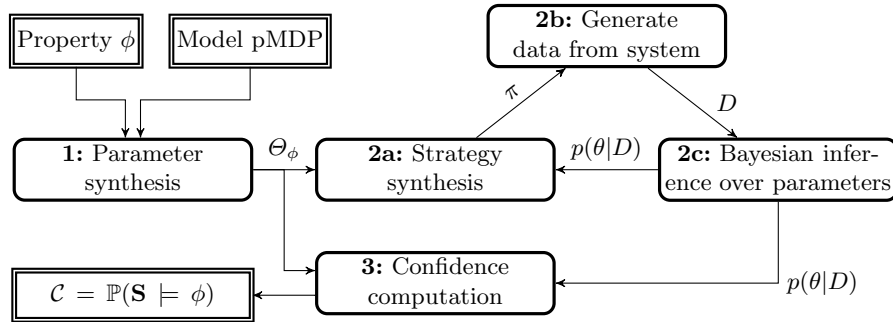 Property ϕ
Model pMDP
2b: Generate
data from system
π
D
1: Parameter
synthesis
Θ_ϕ
2a: Strategy
synthesis
p(θ|D)
2c: Bayesian infer-
ence over parameters
3: Confidence
computation
p(θ|D)
𝒞 = ℙ(𝐒 ⊨ ϕ)